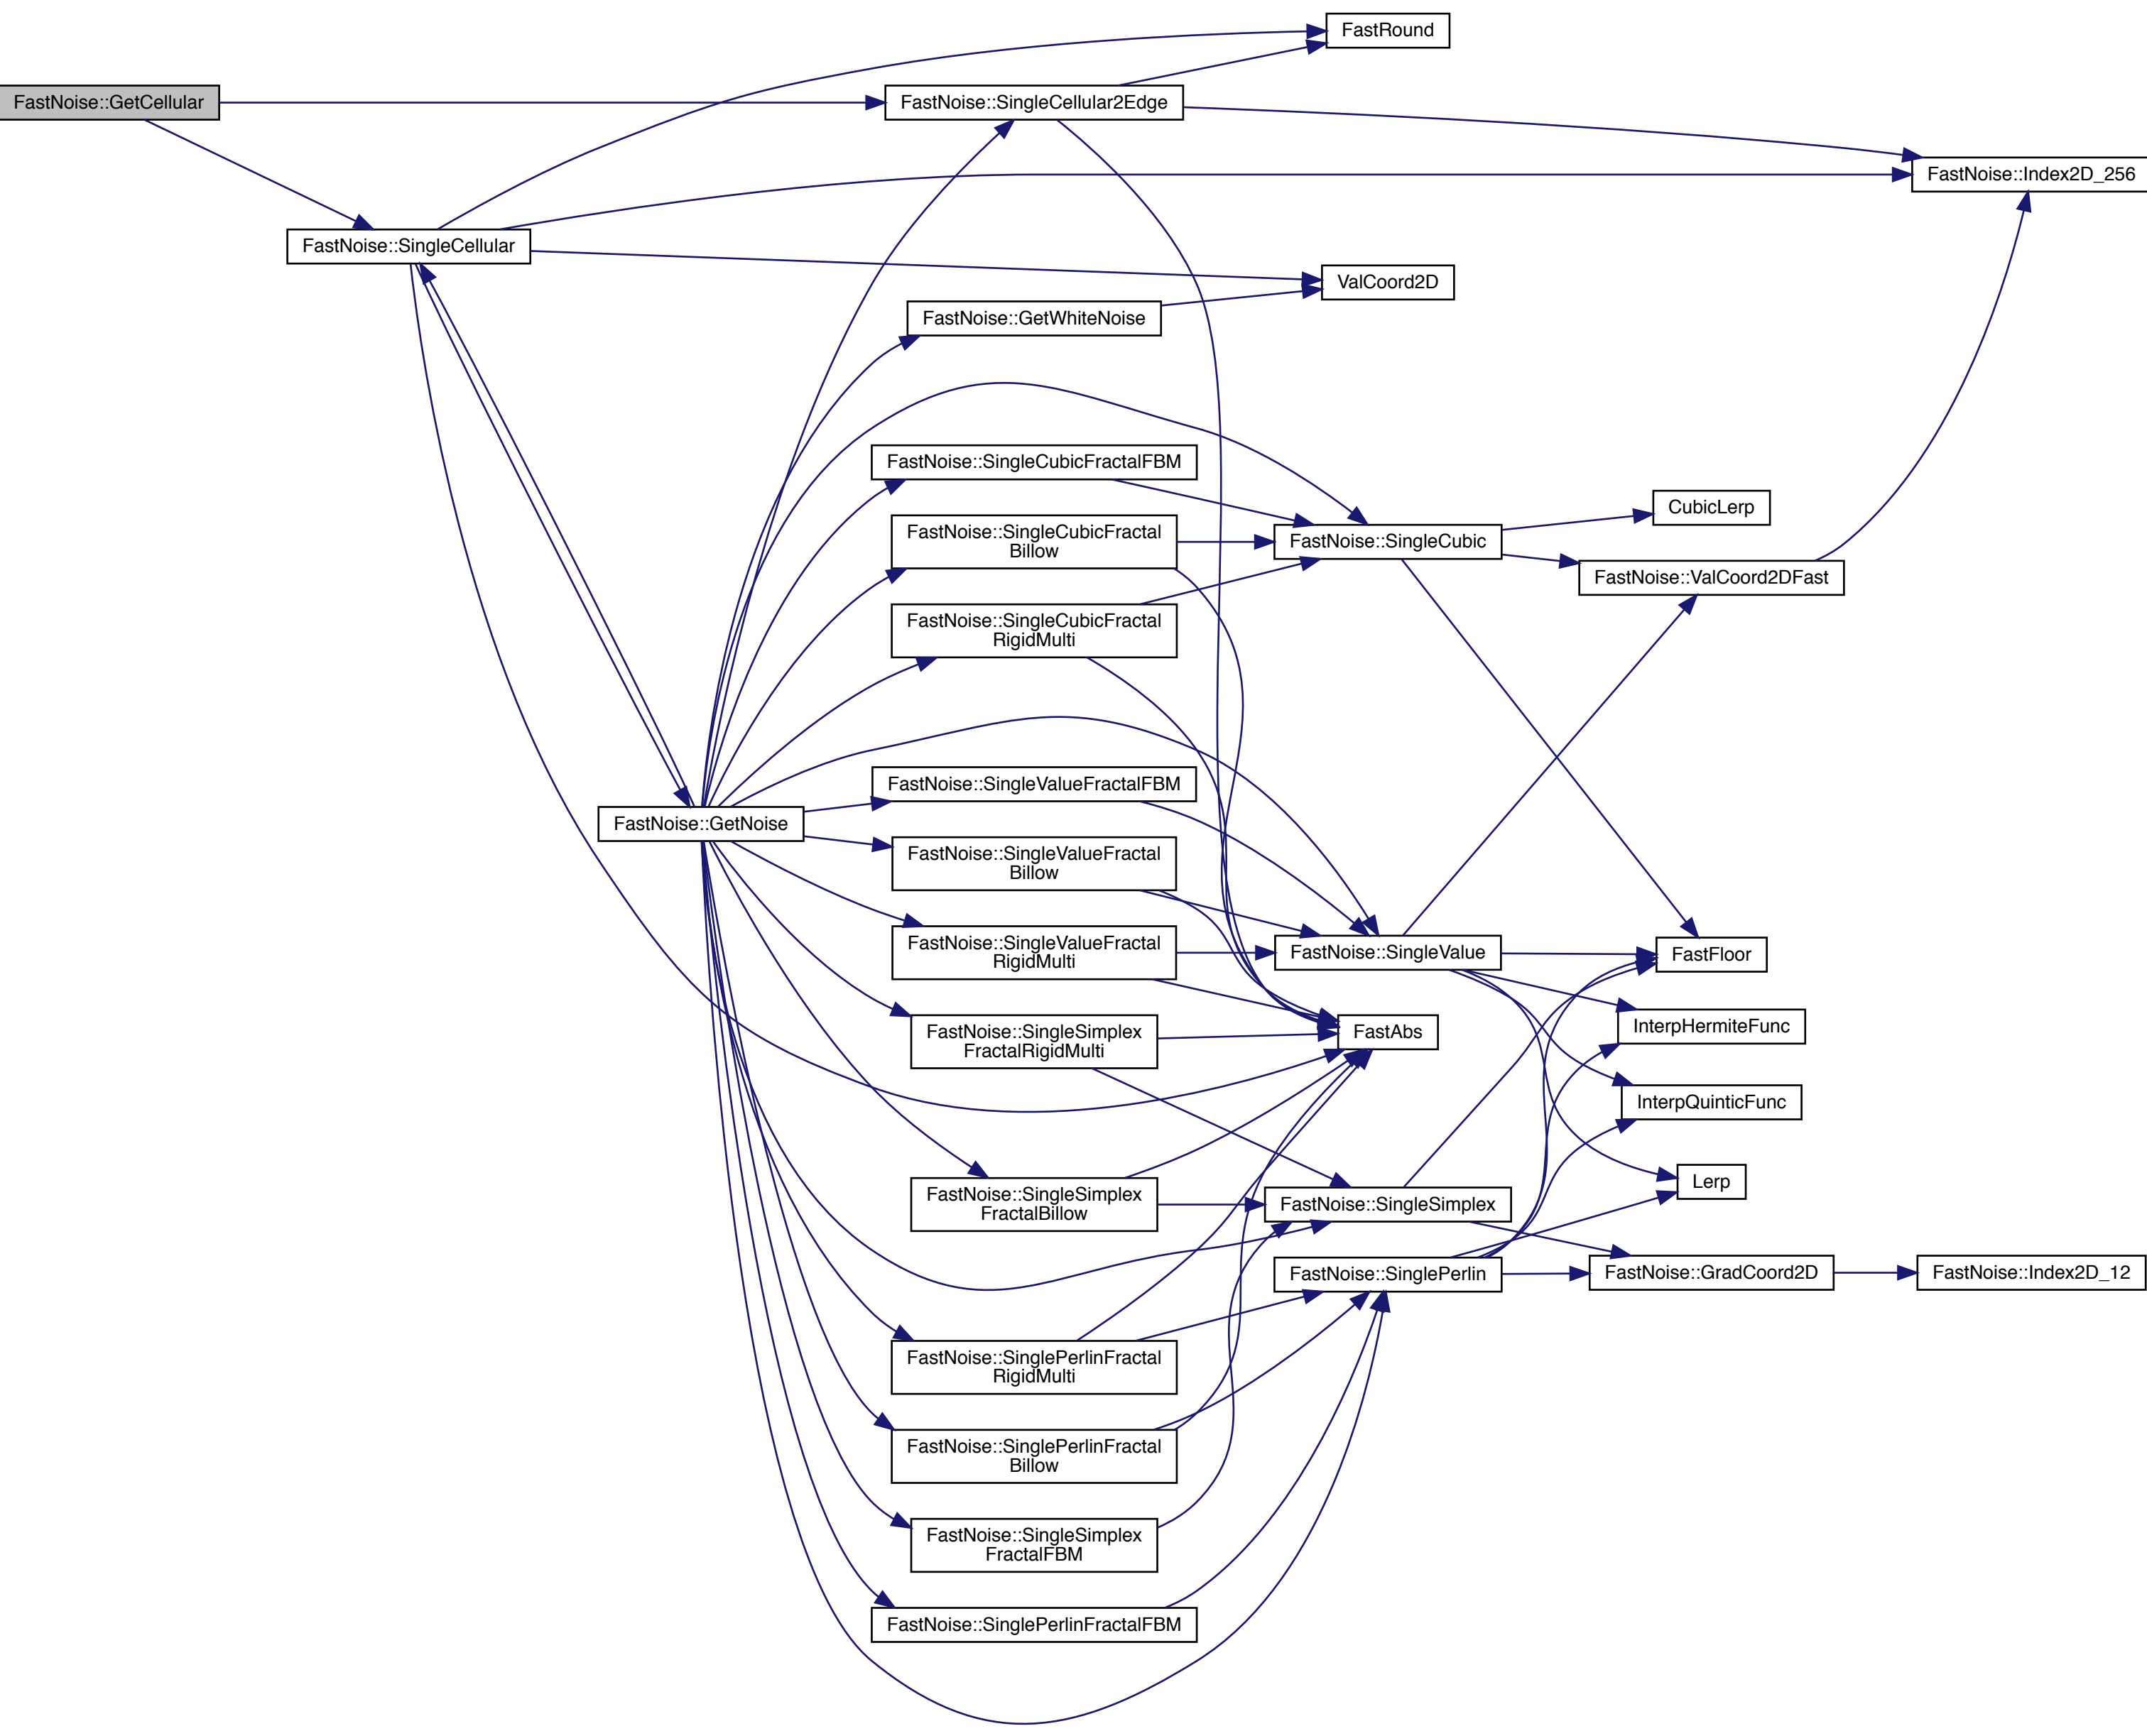 FastRound
FastNoise::GetCellular
FastNoise::SingleCellular2Edge
FastNoise::Index2D_256
FastNoise::SingleCellular
ValCoord2D
FastNoise::GetWhiteNoise
FastNoise::SingleCubicFractalFBM
CubicLerp
FastNoise::SingleCubicFractal
Billow
FastNoise::SingleCubic
FastNoise::ValCoord2DFast
FastNoise::SingleCubicFractal
RigidMulti
FastNoise::SingleValueFractalFBM
FastNoise::GetNoise
FastNoise::SingleValueFractal
Billow
FastNoise::SingleValueFractal
RigidMulti
FastNoise::SingleValue
FastFloor
InterpHermiteFunc
FastNoise::SingleSimplex
FractalRigidMulti
FastAbs
InterpQuinticFunc
Lerp
FastNoise::SingleSimplex
FractalBillow
FastNoise::SingleSimplex
FastNoise::SinglePerlin
FastNoise::GradCoord2D
FastNoise::Index2D_12
FastNoise::SinglePerlinFractal
RigidMulti
FastNoise::SinglePerlinFractal
Billow
FastNoise::SingleSimplex
FractalFBM
FastNoise::SinglePerlinFractalFBM